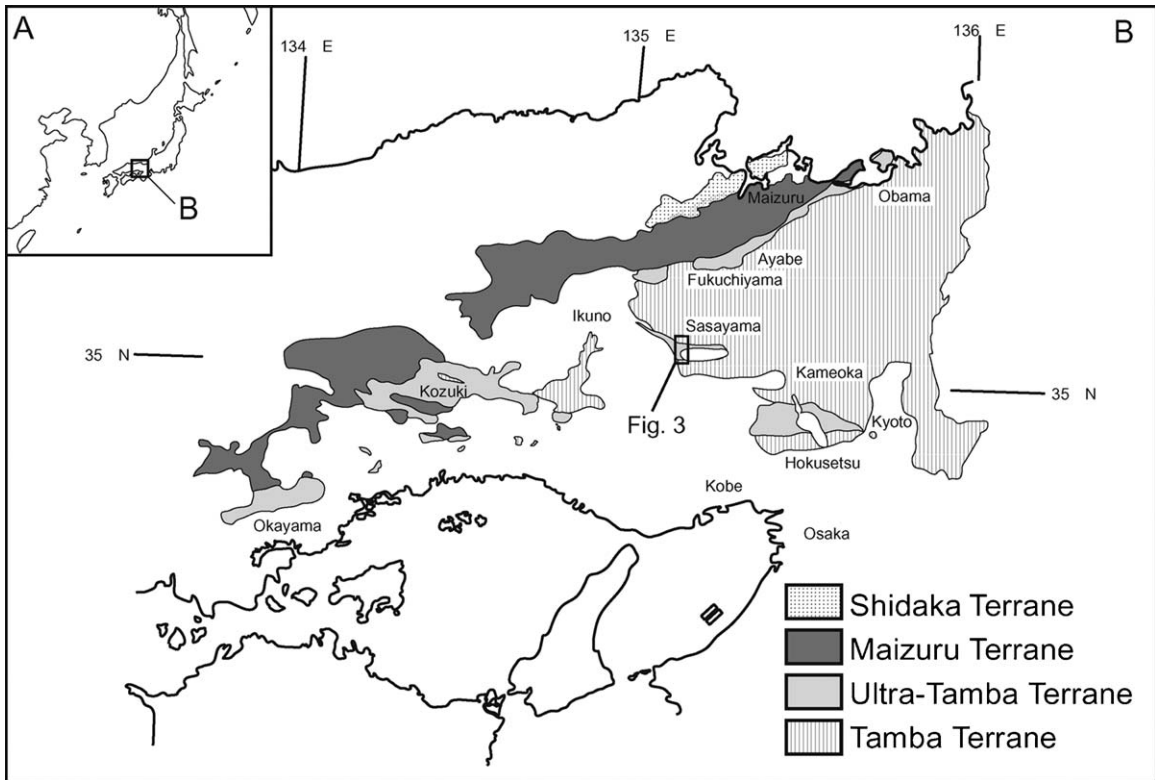 A
B
134 E
135 E
136 E
B
Maizuru
Obama
Ayabe
Fukuchiyama
Ikuno
Sasayama
35 N
Kameoka
Kozuki
35 N
Fig. 3
Kyoto
Hokusetsu
Kobe
Okayama
Osaka
Shidaka Terrane
Maizuru Terrane
Ultra-Tamba Terrane
Tamba Terrane